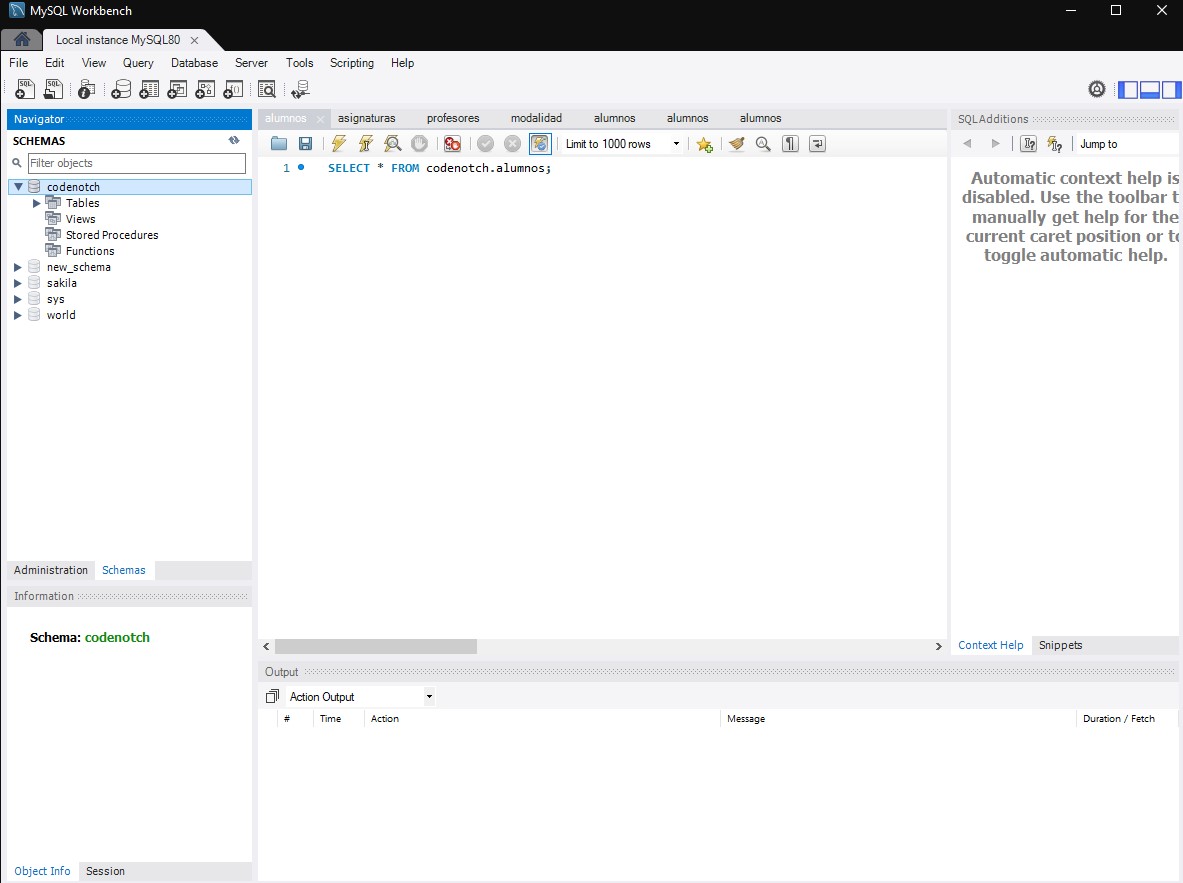 MySQL Workbench
Local instance MySQL80
File Edit View Query Database Server Tools Scripting Help
Navigator
SCHEMAS
Filter objects
codenotch
Tables
Views
Stored Procedures
Functions
new_schema
sakila
sys
world
Administration Schemas
Information
Schema: codenotch
Object Info Session
alumnos asignaturas profesores modalidad alumnos alumnos alumnos
Limit to 1000 rows
1 SELECT * FROM codenotch.alumnos;
Output
Action Output
# Time Action Message Duration / Fetch
SQLAdditions
Jump to
Automatic context help is
disabled. Use the toolbar t
manually get help for the
current caret position or to
toggle automatic help.
Context Help Snippets